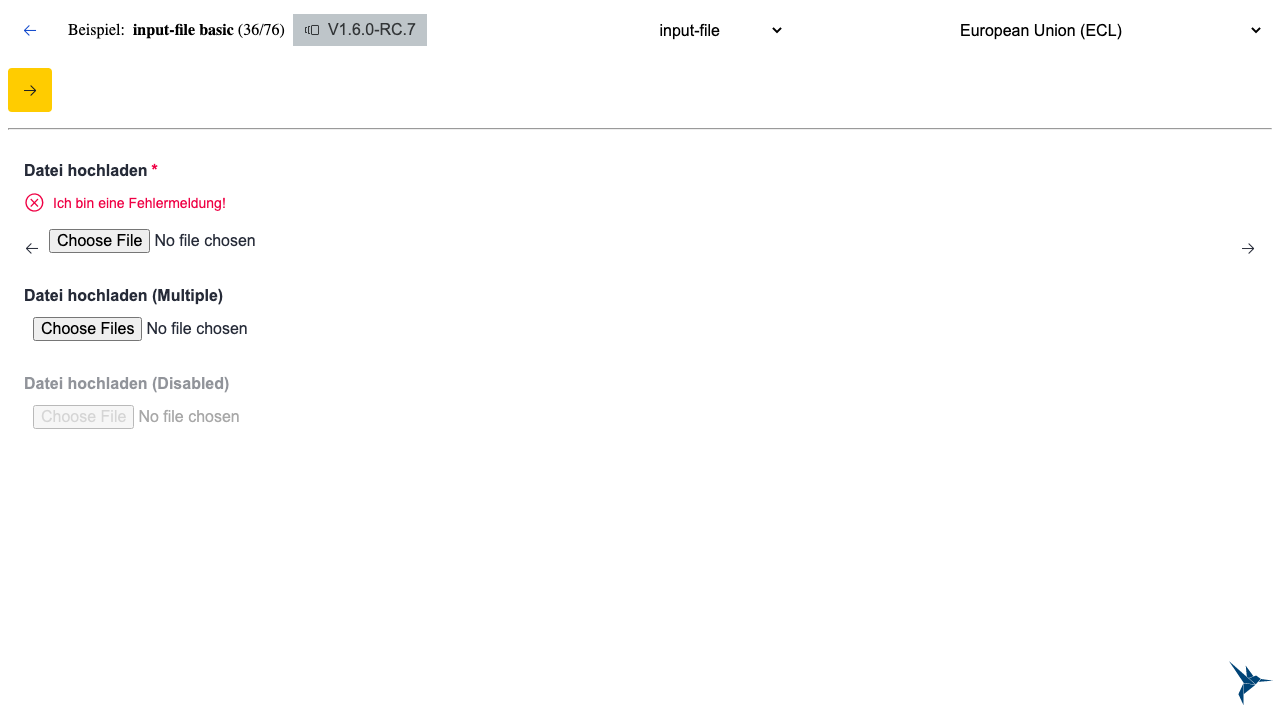 Beispiel: input-file basic (36/76) V1.6.0-RC.7 input-file European Union (ECL)
Datei hochladen *
Ich bin eine Fehlermeldung!
Choose File No file chosen
Datei hochladen (Multiple)
Choose Files No file chosen
Datei hochladen (Disabled)
Choose File No file chosen